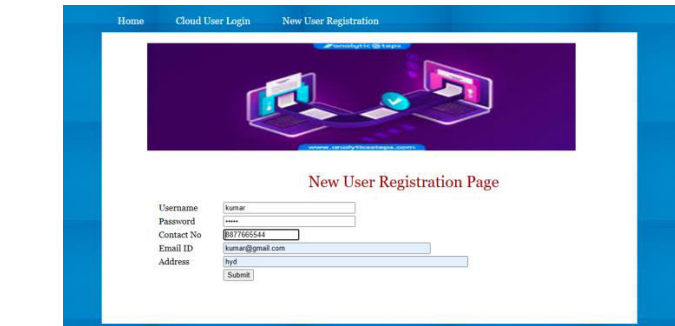 Home Cloud User Login New User Registration
analytic steps
www.analyticssteps.com
New User Registration Page
Username kumar
Password •••••
Contact No 8877665544
Email ID kumar@gmail.com
Address hyd
Submit